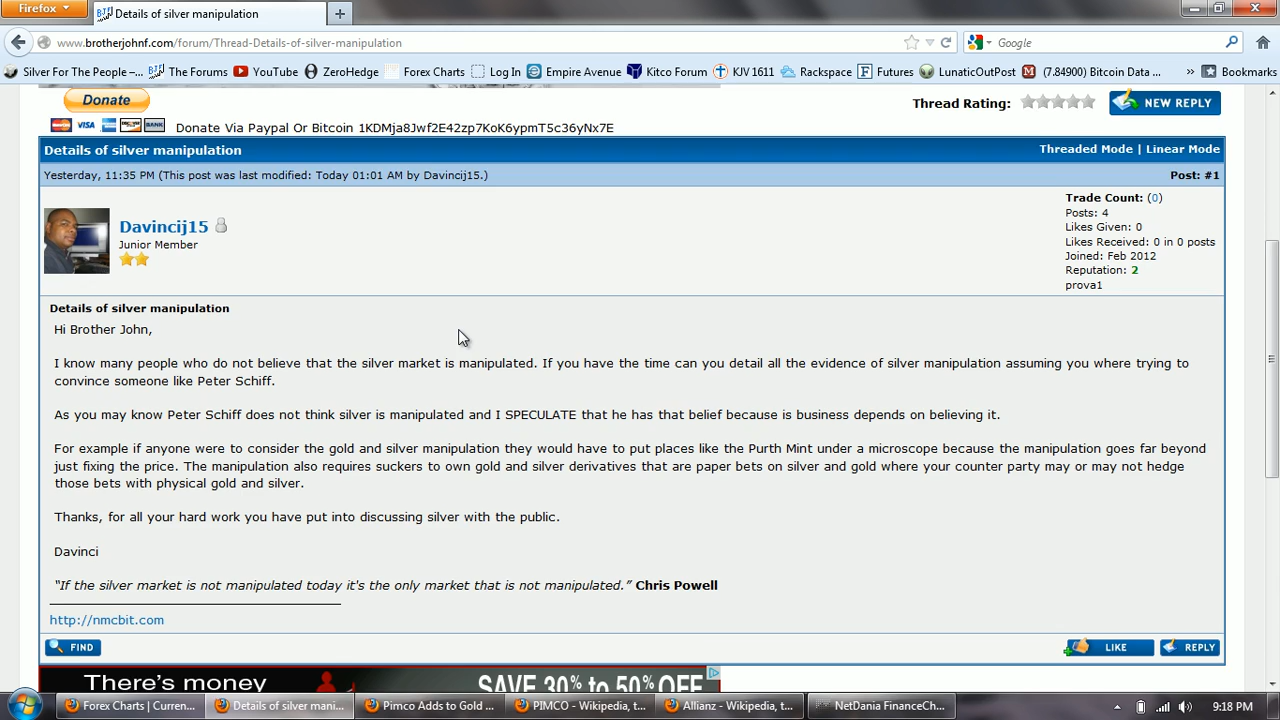 Firefox
Details of silver manipulation
www.brotherjohnf.com/forum/Thread-Details-of-silver-manipulation
Google
Silver For The People –...
The Forums
YouTube
ZeroHedge
Forex Charts
Log In
Empire Avenue
Kitco Forum
KJV 1611
Rackspace
Futures
LunaticOutPost
(7.84900) Bitcoin Data ...
Bookmarks
Donate
Thread Rating:
NEW REPLY
VISA
BANK
Donate Via Paypal Or Bitcoin 1KDMja8Jwf2E42zp7KoK6ypmT5c36yNx7E
Details of silver manipulation
Threaded Mode | Linear Mode
Yesterday, 11:35 PM (This post was last modified: Today 01:01 AM by Davincij15.)
Post: #1
Davincij15
Junior Member
Trade Count: (0)
Posts: 4
Likes Given: 0
Likes Received: 0 in 0 posts
Joined: Feb 2012
Reputation: 2
prova1
Details of silver manipulation
Hi Brother John,
I know many people who do not believe that the silver market is manipulated. If you have the time can you detail all the evidence of silver manipulation assuming you where trying to
convince someone like Peter Schiff.
As you may know Peter Schiff does not think silver is manipulated and I SPECULATE that he has that belief because is business depends on believing it.
For example if anyone were to consider the gold and silver manipulation they would have to put places like the Purth Mint under a microscope because the manipulation goes far beyond
just fixing the price. The manipulation also requires suckers to own gold and silver derivatives that are paper bets on silver and gold where your counter party may or may not hedge
those bets with physical gold and silver.
Thanks, for all your hard work you have put into discussing silver with the public.
Davinci
“If the silver market is not manipulated today it's the only market that is not manipulated.” Chris Powell
http://nmcbit.com
FIND
LIKE
REPLY
There's money
SAVE 30% to 50% OFF
Forex Charts | Curren...
Details of silver mani...
Pimco Adds to Gold ...
PIMCO - Wikipedia, t...
Allianz - Wikipedia, t...
NetDania FinanceCh...
9:18 PM